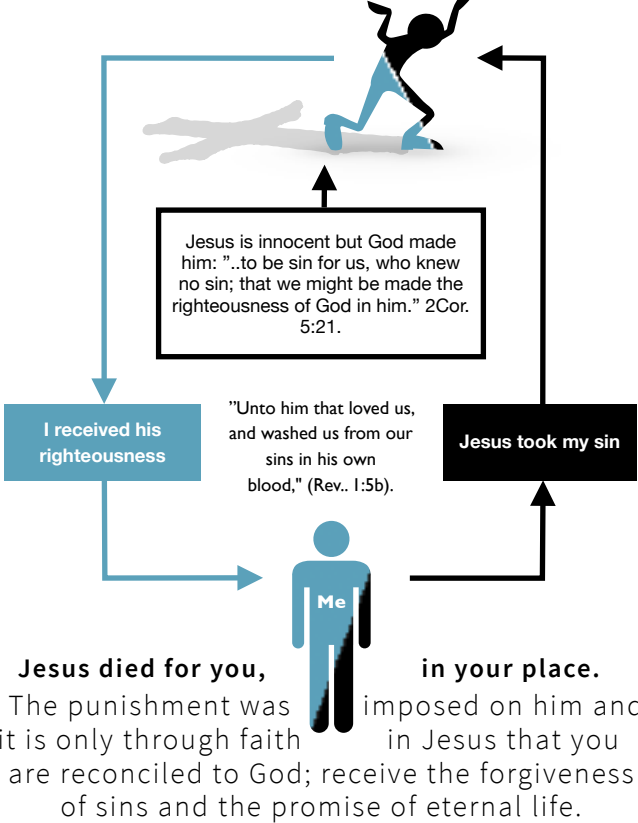 Jesus is innocent but God made
him: ”..to be sin for us, who knew
no sin; that we might be made the
righteousness of God in him.” 2Cor.
5:21.
I received his
righteousness
”Unto him that loved us,
and washed us from our
sins in his own
blood," (Rev.. 1:5b).
Jesus took my sin
Me
Jesus died for you, in your place.
The punishment was imposed on him and
it is only through faith in Jesus that you
are reconciled to God; receive the forgiveness
of sins and the promise of eternal life.